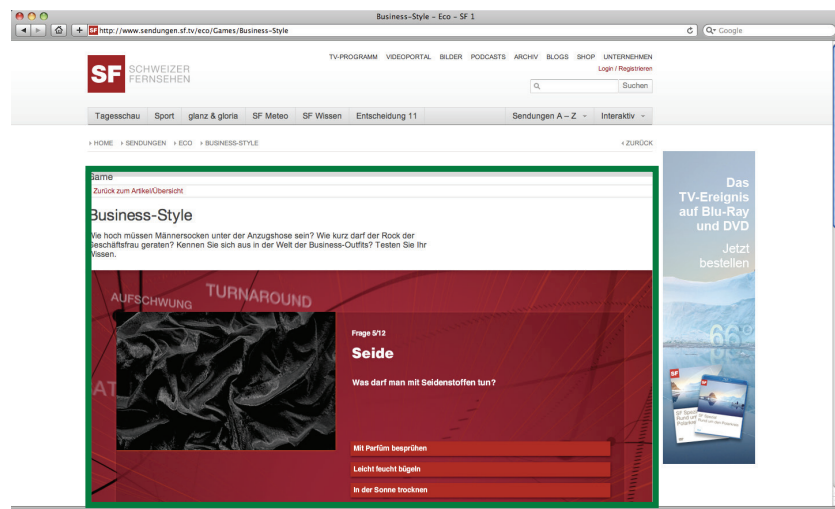 Business-Style – Eco – SF 1
http://www.sendungen.sf.tv/eco/Games/Business-Style
Google
TV-PROGRAMM VIDEOPORTAL BILDER PODCASTS ARCHIV BLOGS SHOP UNTERNEHMEN
Login / Registrieren
SF SCHWEIZER
FERNSEHEN
Suchen
Tagesschau Sport glanz & gloria SF Meteo SF Wissen Entscheidung 11 Sendungen A – Z Interaktiv
HOME SENDUNGEN ECO BUSINESS-STYLE ZURÜCK
Game
Zurück zum Artikel/Übersicht
Business-Style
Wie hoch müssen Männersocken unter der Anzugshose sein? Wie kurz darf der Rock der
Geschäftsfrau geraten? Kennen Sie sich aus in der Welt der Business-Outfits? Testen Sie Ihr
Wissen.
AUFSCHWUNG TURNAROUND
Frage 5/12
Seide
Was darf man mit Seidenstoffen tun?
Mit Parfüm besprühen
Leicht feucht bügeln
In der Sonne trocknen
Das
TV-Ereignis
auf Blu-Ray
und DVD
Jetzt
bestellen
66°
SF
SF